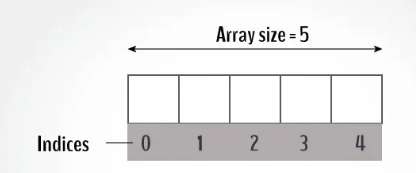 Array size = 5
Indices 0 1 2 3 4